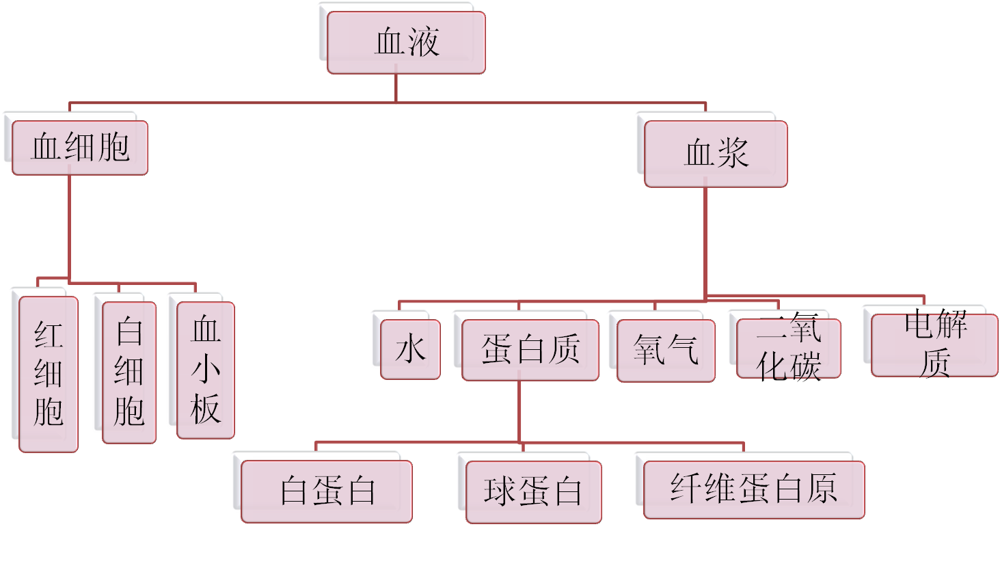 血液
血细胞
血浆
红
细
胞
白
细
胞
血
小
板
水
蛋白质
氧气
二氧
化碳
电解
质
白蛋白
球蛋白
纤维蛋白原